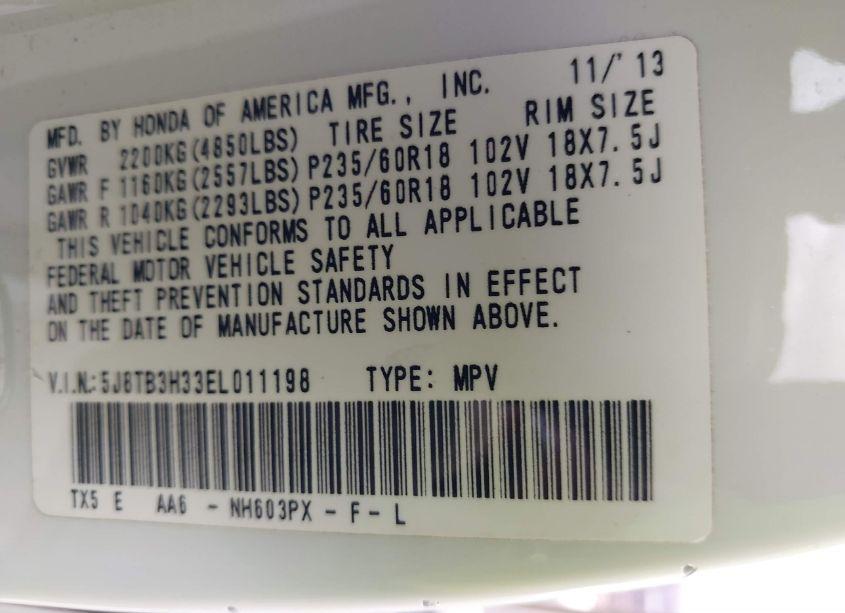 MFD. BY HONDA OF AMERICA MFG., INC. 11/'13
GVWR 2200KG(4850LBS) TIRE SIZE RIM SIZE
GAWR F 1160KG(2557LBS) P235/60R18 102V 18X7.5J
GAWR R 1040KG(2293LBS) P235/60R18 102V 18X7.5J
THIS VEHICLE CONFORMS TO ALL APPLICABLE
FEDERAL MOTOR VEHICLE SAFETY
AND THEFT PREVENTION STANDARDS IN EFFECT
ON THE DATE OF MANUFACTURE SHOWN ABOVE.
V.I.N.: 5J8TB3H33EL011198 TYPE: MPV
TX5 E AA6 - NH603PX - F - L